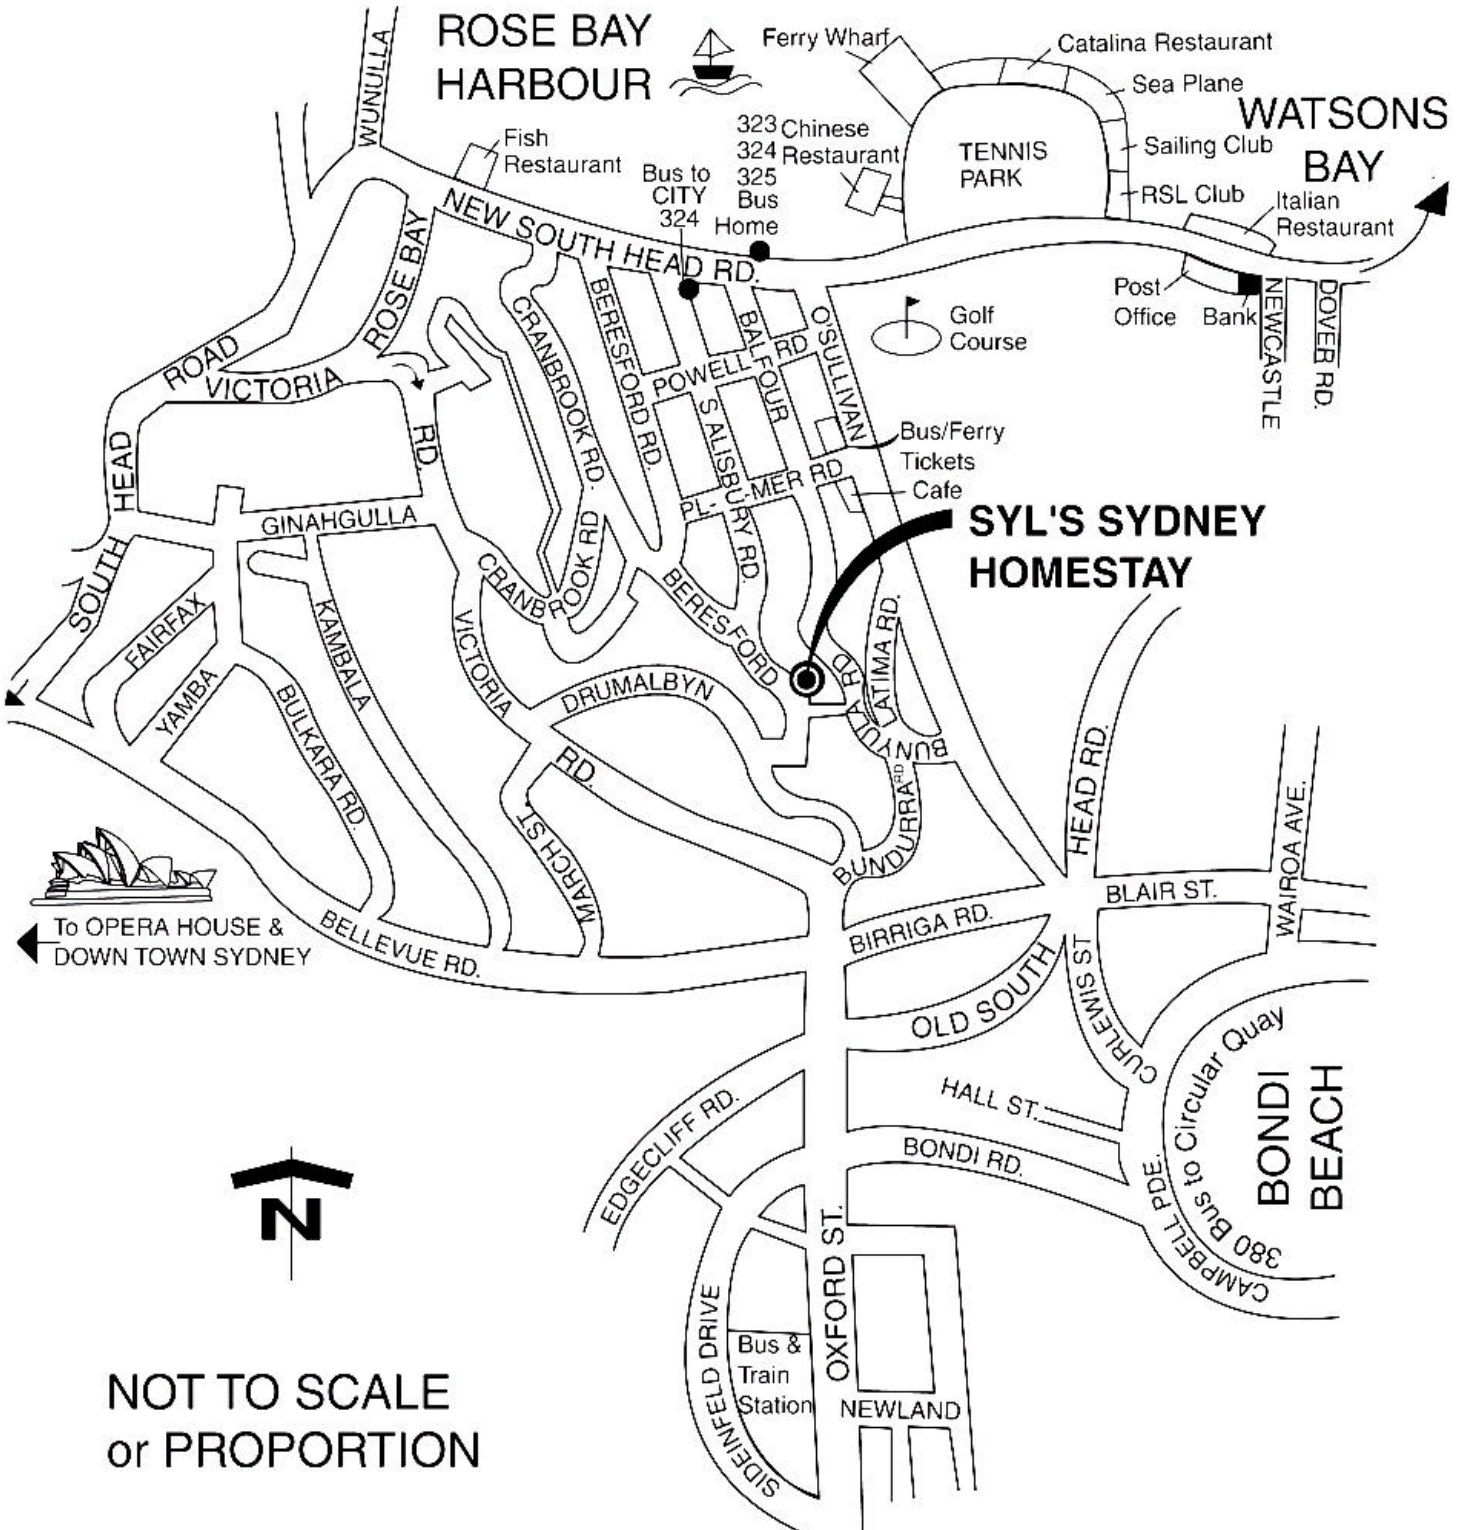 ROSE BAY
HARBOUR
WUNULLA
Ferry Wharf
Catalina Restaurant
Sea Plane
WATSONS
BAY
Sailing Club
RSL Club
Italian
Restaurant
TENNIS
PARK
323
324
325
Bus
Home
Chinese
Restaurant
Fish
Restaurant
Bus to
CITY
324
NEW SOUTH HEAD RD.
Post
Office
Bank
NEWCASTLE
DOVER RD.
Golf
Course
ROSE BAY
ROAD
VICTORIA
RD.
HEAD
SOUTH
CRANBROOK RD.
BERESFORD RD.
BALFOUR
POWELL RD
O'SULLIVAN
SALISBURY RD.
PL- -MER RD
Bus/Ferry
Tickets
Cafe
SYL'S SYDNEY
HOMESTAY
GINAHGULLA
CRANBROOK RD
BERESFORD
FAIRFAX
YAMBA
KAMBALA
BULKARA RD.
VICTORIA
RD.
DRUMALBYN
LATIMA RD.
BUNYULA RD
BUNDURRA RD
MARCH ST
HEAD RD.
WAIROA AVE.
BLAIR ST.
BIRRIGA RD.
OLD SOUTH
CURLEWIS ST
To OPERA HOUSE &
DOWN TOWN SYDNEY
BELLEVUE RD.
EDGECLIFF RD.
HALL ST.
BONDI RD.
CAMPBELL PDE.
380 Bus to Circular Quay
BONDI
BEACH
N
OXFORD ST.
SIDEINFELD DRIVE
Bus &
Train
Station
NEWLAND
NOT TO SCALE
or PROPORTION